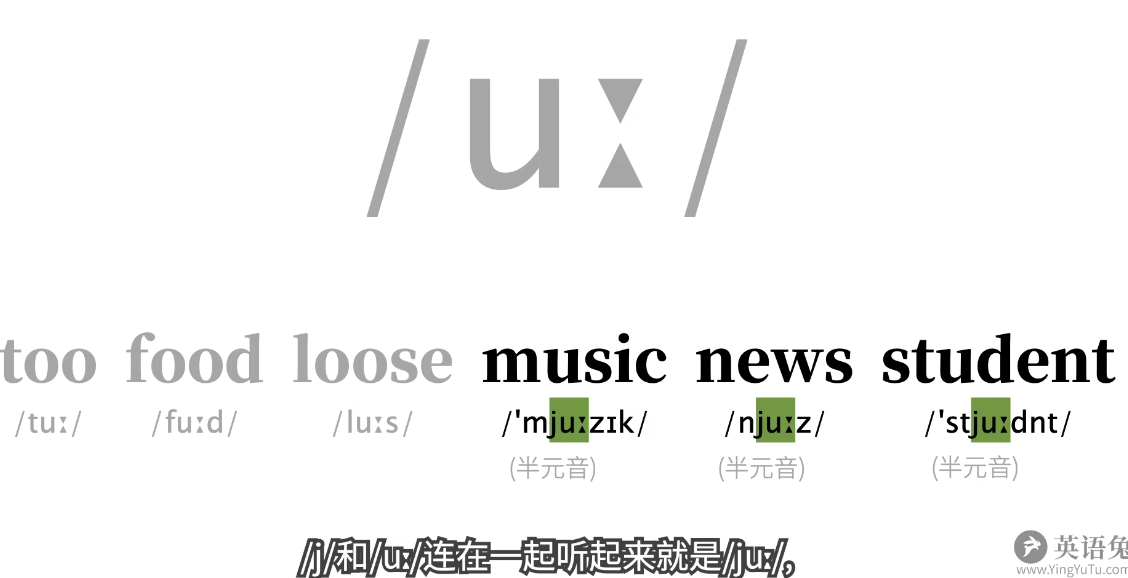 /uː/
too food loose music news student
/tuː/ /fuːd/ /luːs/ /'mjuːzɪk/ /njuːz/ /'stjuːdnt/
(半元音) (半元音) (半元音)
/j/和/uː/连在一起听起来就是/juː/,
英语兔
www.YingYuTu.com